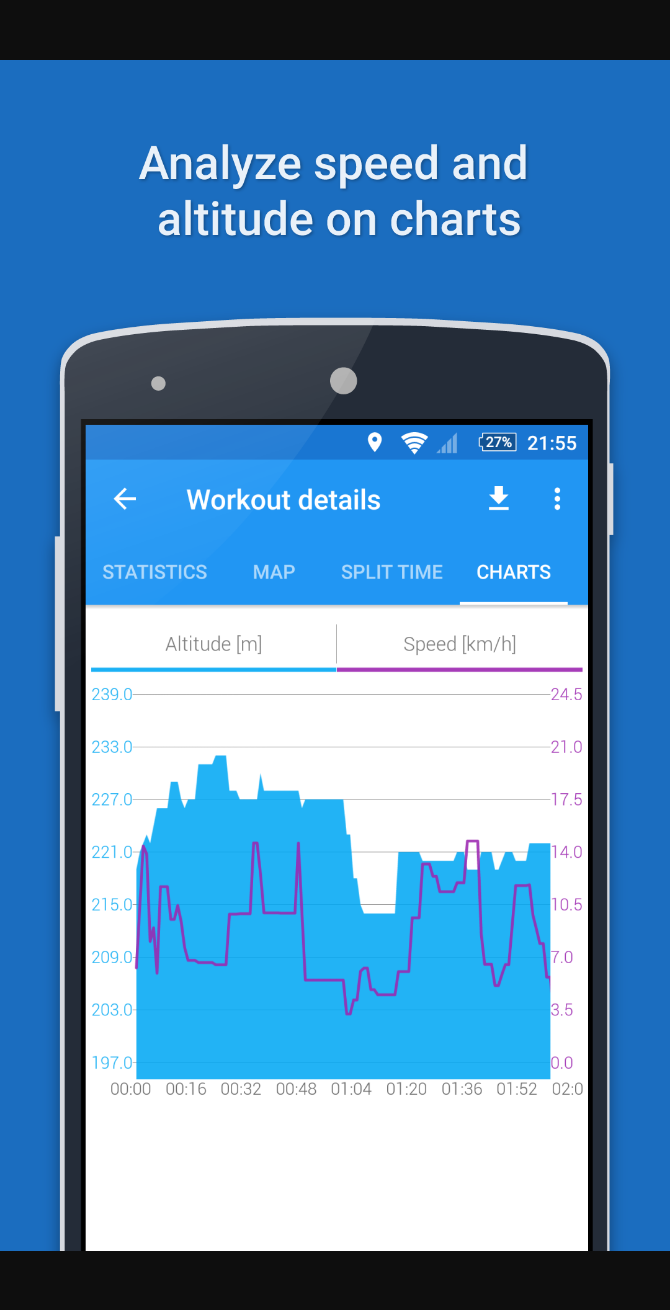 Analyze speed and
altitude on charts
27% 21:55
Workout details
STATISTICS MAP SPLIT TIME CHARTS
Altitude [m] Speed [km/h]
239.0 24.5
233.0 21.0
227.0 17.5
221.0 14.0
215.0 10.5
209.0 7.0
203.0 3.5
197.0 0.0
00:00 00:16 00:32 00:48 01:04 01:20 01:36 01:52 02:0